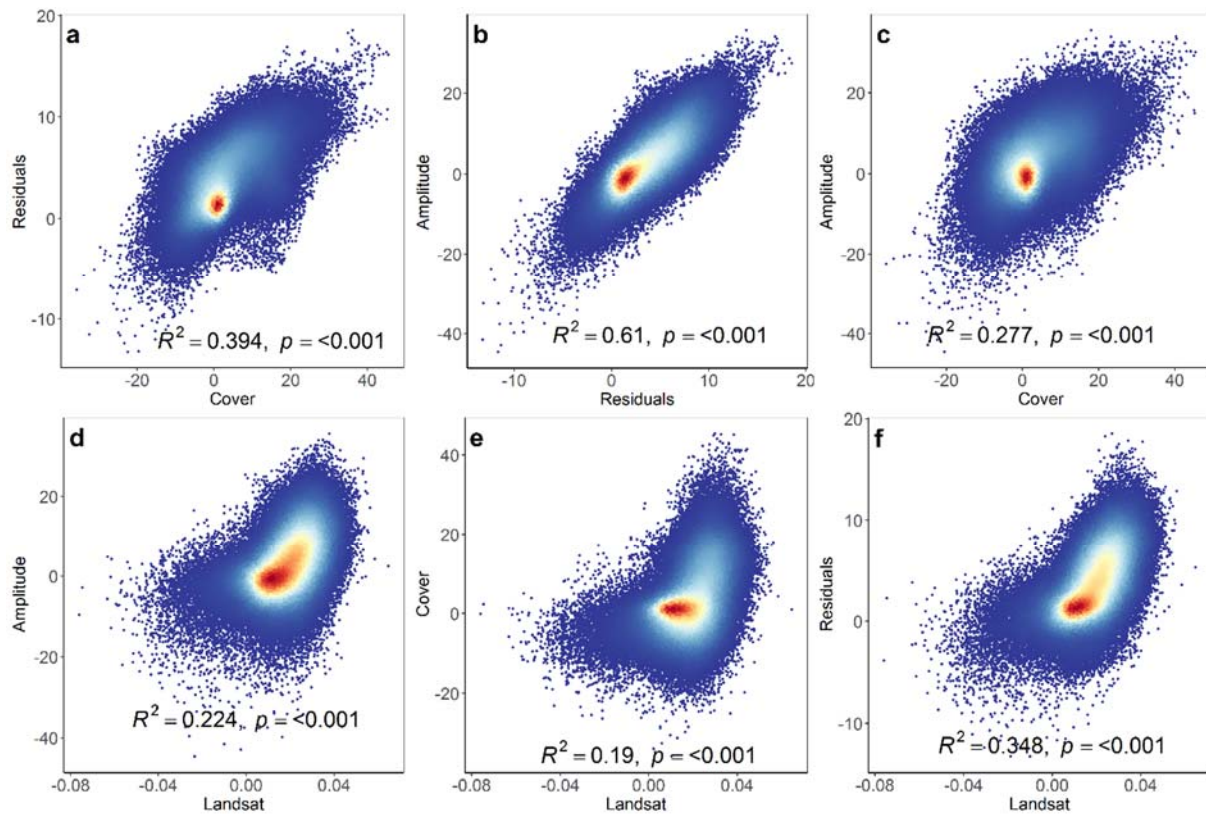 a
20
10
0
-10
Residuals
R² = 0.394, p = <0.001
-20 0 20 40
Cover
b
20
0
-20
-40
Amplitude
R² = 0.61, p = <0.001
-10 0 10 20
Residuals
c
20
0
-20
-40
Amplitude
R² = 0.277, p = <0.001
-20 0 20 40
Cover
d
20
0
-20
-40
Amplitude
R² = 0.224, p = <0.001
-0.08 -0.04 0.00 0.04
Landsat
e
40
20
0
-20
Cover
R² = 0.19, p = <0.001
-0.08 -0.04 0.00 0.04
Landsat
f
20
10
0
-10
Residuals
R² = 0.348, p = <0.001
-0.08 -0.04 0.00 0.04
Landsat